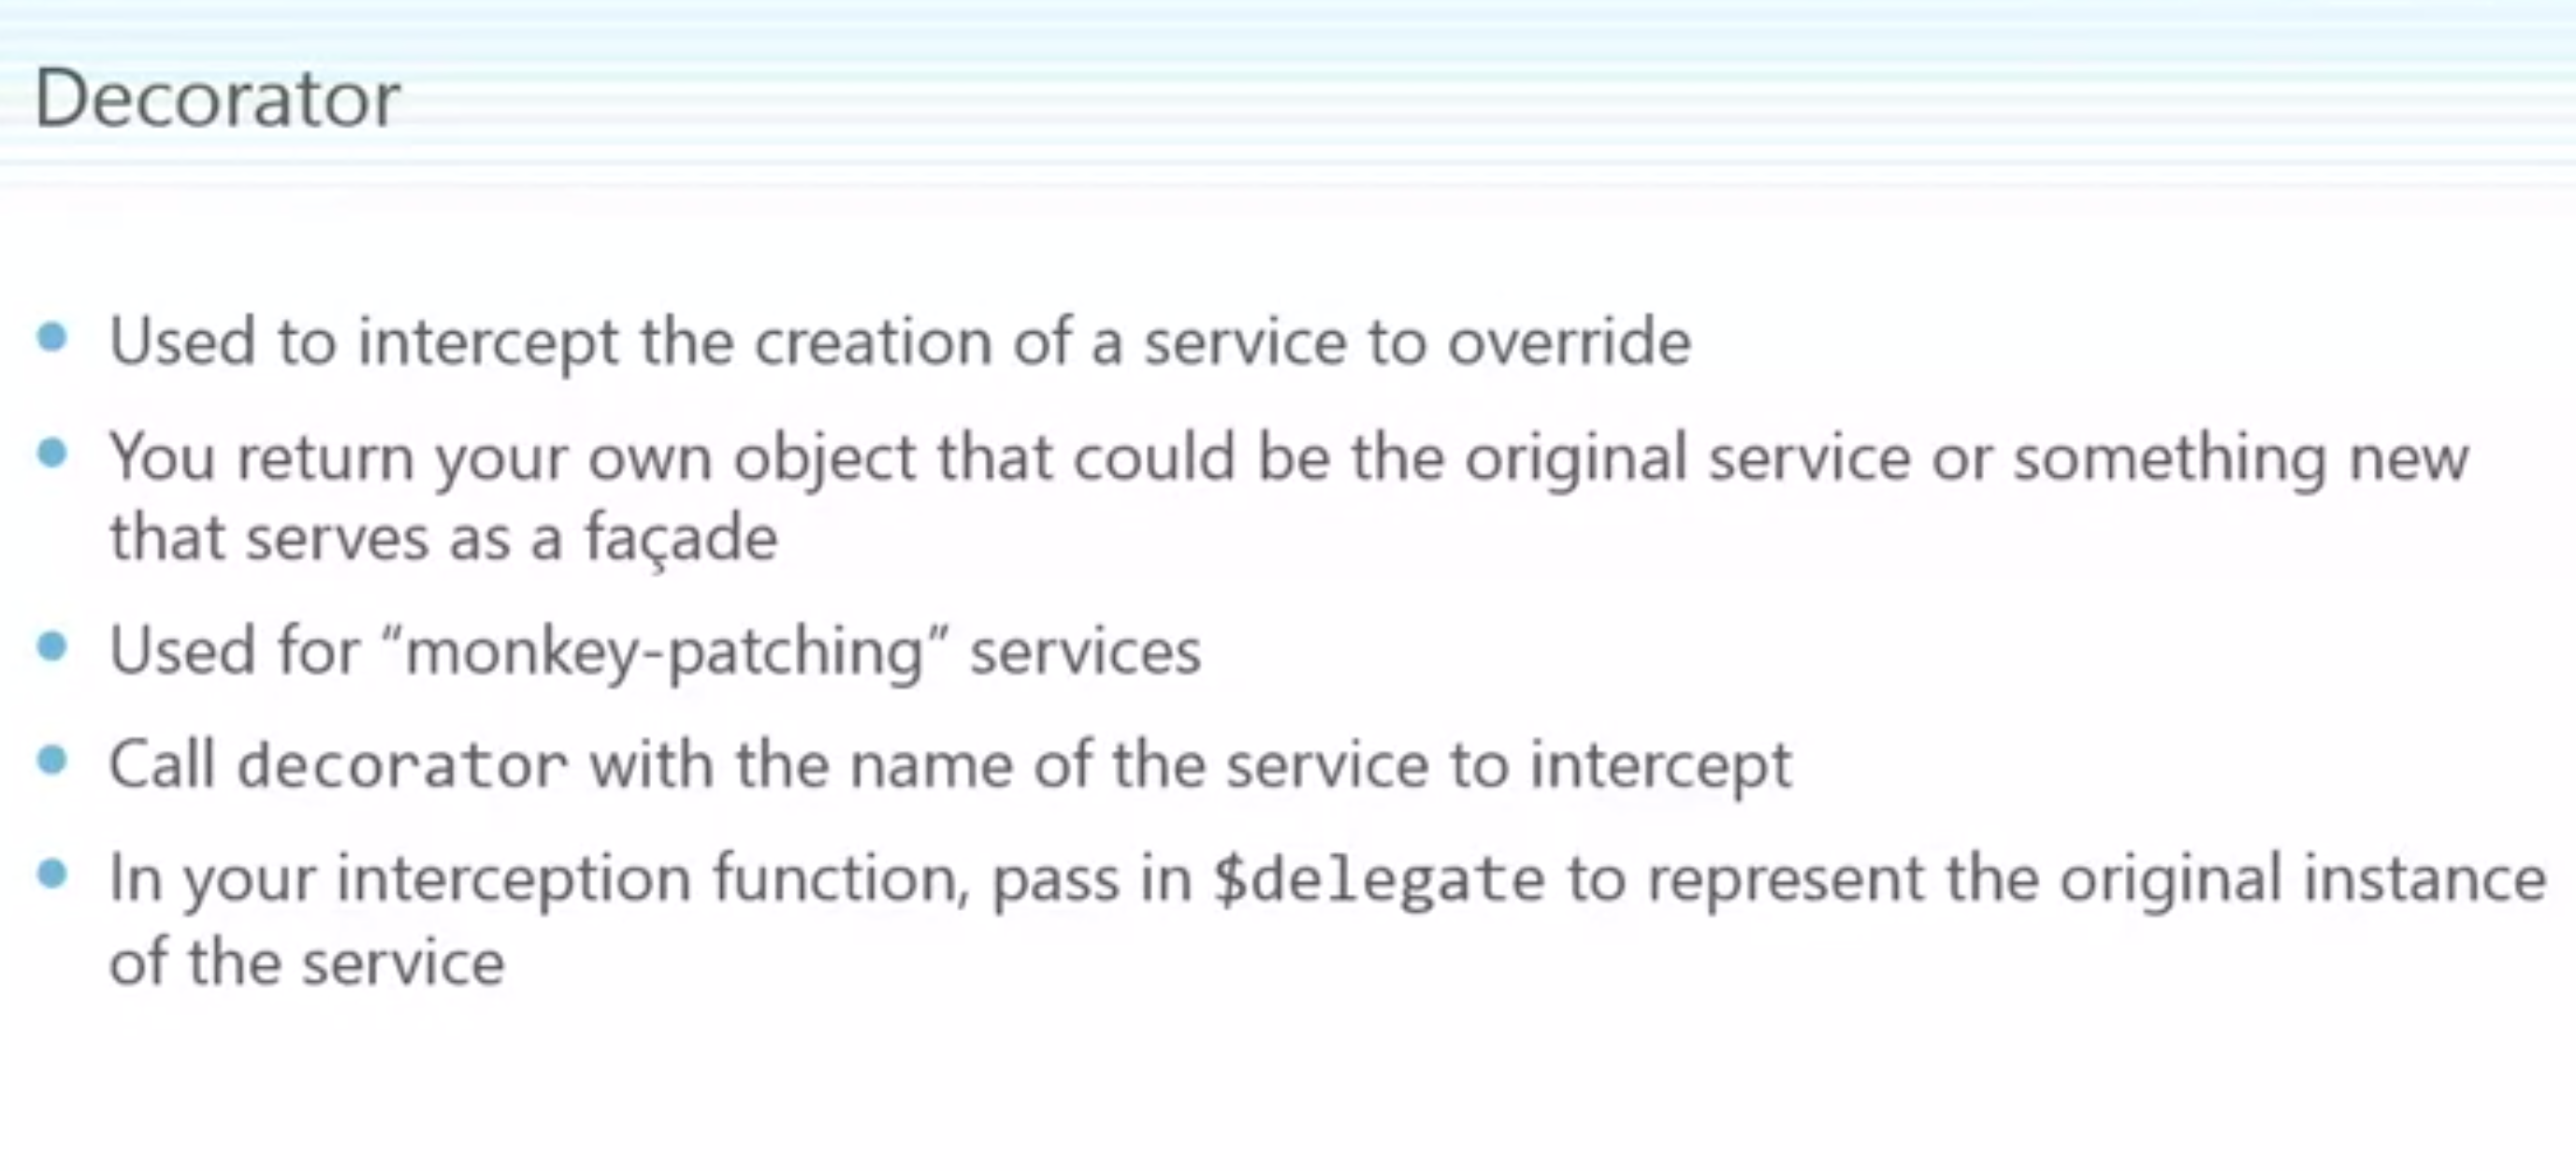 Decorator
Used to intercept the creation of a service to override
You return your own object that could be the original service or something new
that serves as a façade
Used for “monkey-patching” services
Call decorator with the name of the service to intercept
In your interception function, pass in $delegate to represent the original instance
of the service